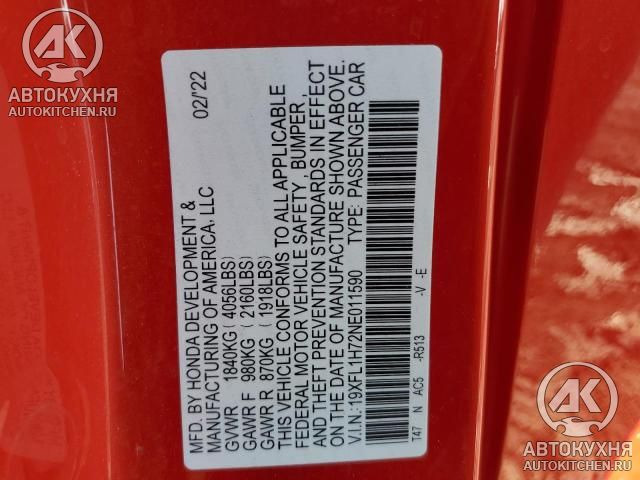 MFD. BY HONDA DEVELOPMENT &
MANUFACTURING OF AMERICA, LLC
02/'22
GVWR 1840KG ( 4056LBS)
GAWR F 980KG ( 2160LBS)
GAWR R 870KG ( 1918LBS)
THIS VEHICLE CONFORMS TO ALL APPLICABLE
FEDERAL MOTOR VEHICLE SAFETY , BUMPER ,
AND THEFT PREVENTION STANDARDS IN EFFECT
ON THE DATE OF MANUFACTURE SHOWN ABOVE.
V.I.N.: 19XFL1H72NE011590 TYPE: PASSENGER CAR
T47 N AC5 -R513 -V -E
АК
АВТОКУХНЯ
AUTOKITCHEN.RU
АК
АВТОКУХНЯ
AUTOKITCHEN.RU